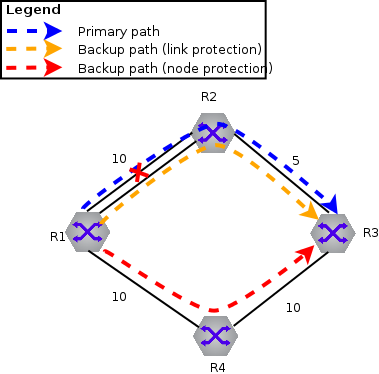 Legend
Primary path
Backup path (link protection)
Backup path (node protection)
R2
10
5
R1
R3
10
10
R4